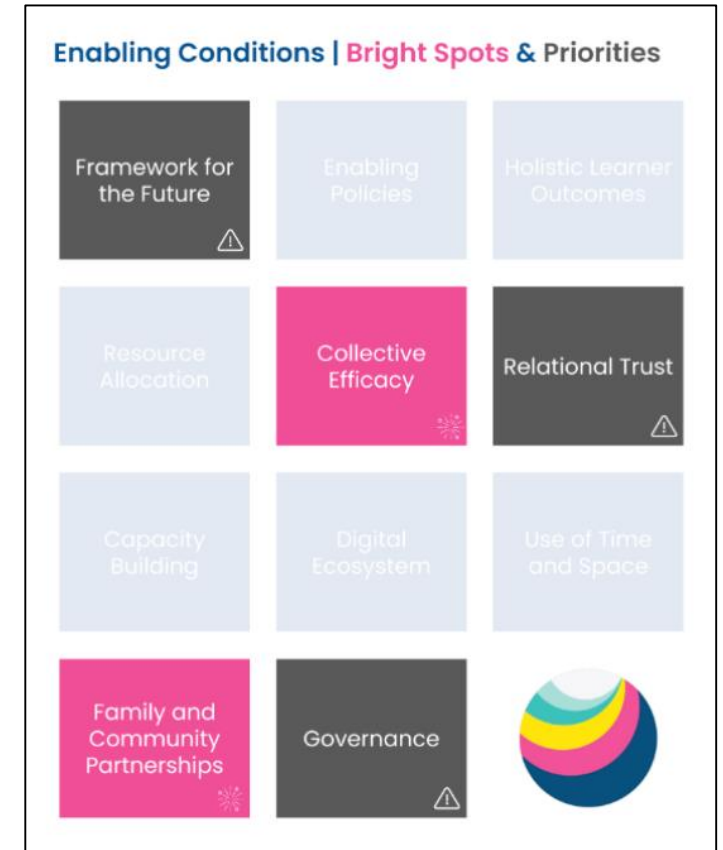 Enabling Conditions | Bright Spots & Priorities
Framework for
the Future
Enabling
Policies
Holistic Learner
Outcomes
Resource
Allocation
Collective
Efficacy
Relational Trust
Capacity
Building
Digital
Ecosystem
Use of Time
and Space
Family and
Community
Partnerships
Governance